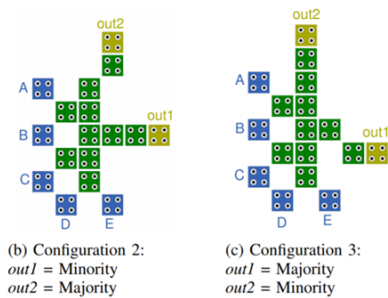 out2
A
B
out1
C
D
E
(b) Configuration 2:
out1 = Minority
out2 = Majority
out2
A
B
out1
C
D
E
(c) Configuration 3:
out1 = Majority
out2 = Minority